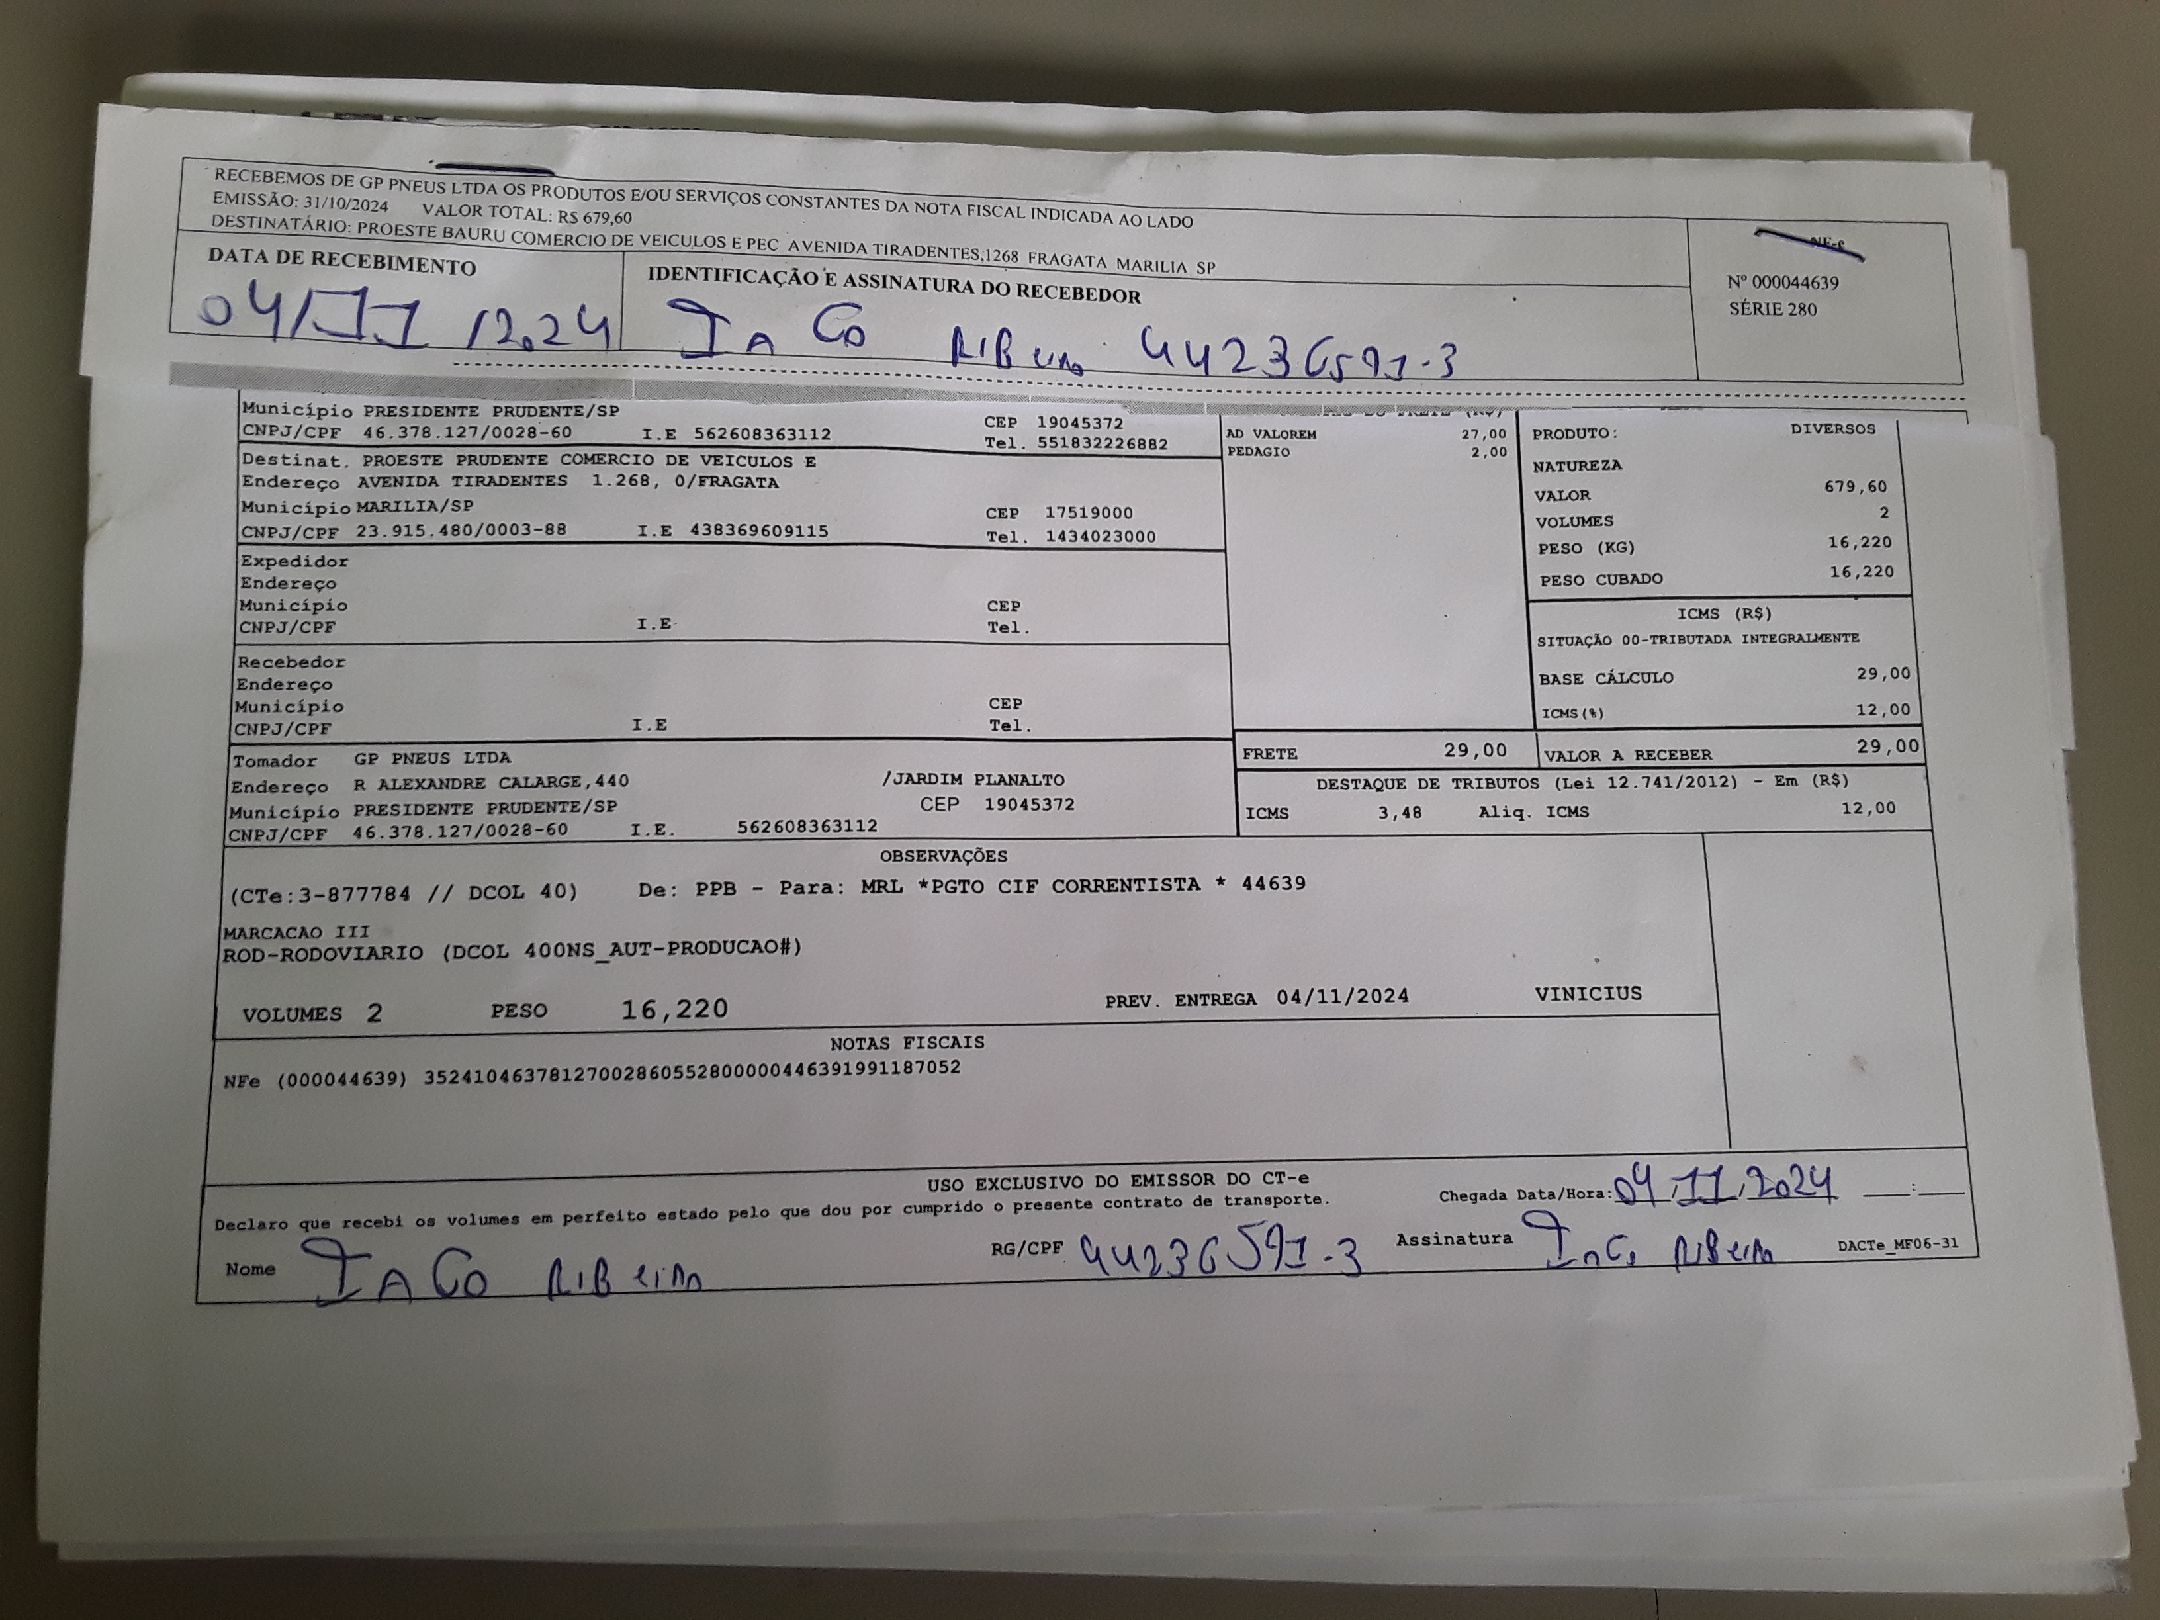 RECEBEMOS DE GP PNEUS LTDA OS PRODUTOS E/OU SERVIÇOS CONSTANTES DA NOTA FISCAL INDICADA AO LADO
EMISSÃO: 31/10/2024 VALOR TOTAL: R$ 679,60
DESTINATÁRIO: PROESTE BAURU COMERCIO DE VEICULOS E PEC AVENIDA TIRADENTES,1268 FRAGATA MARILIA SP
NF-e
Nº 000044639
SÉRIE 280
DATA DE RECEBIMENTO
04/11/2024
IDENTIFICAÇÃO E ASSINATURA DO RECEBEDOR
IaGo RIBeiro 44236591-3
Município PRESIDENTE PRUDENTE/SP CEP 19045372
CNPJ/CPF 46.378.127/0028-60 I.E 562608363112 Tel. 551832226882
Destinat. PROESTE PRUDENTE COMERCIO DE VEICULOS E
Endereço AVENIDA TIRADENTES 1.268, 0/FRAGATA
Município MARILIA/SP CEP 17519000
CNPJ/CPF 23.915.480/0003-88 I.E 438369609115 Tel. 1434023000
Expedidor
Endereço
Município CEP
CNPJ/CPF I.E Tel.
Recebedor
Endereço
Município CEP
CNPJ/CPF I.E Tel.
Tomador GP PNEUS LTDA
Endereço R ALEXANDRE CALARGE,440 /JARDIM PLANALTO
Município PRESIDENTE PRUDENTE/SP CEP 19045372
CNPJ/CPF 46.378.127/0028-60 I.E. 562608363112
AD VALOREM 27,00
PEDAGIO 2,00
PRODUTO: DIVERSOS
NATUREZA
VALOR 679,60
VOLUMES 2
PESO (KG) 16,220
PESO CUBADO 16,220
ICMS (R$)
SITUAÇÃO 00-TRIBUTADA INTEGRALMENTE
BASE CÁLCULO 29,00
ICMS(%) 12,00
FRETE 29,00 VALOR A RECEBER 29,00
DESTAQUE DE TRIBUTOS (Lei 12.741/2012) - Em (R$)
ICMS 3,48 Aliq. ICMS 12,00
OBSERVAÇÕES
(CTe:3-877784 // DCOL 40) De: PPB - Para: MRL *PGTO CIF CORRENTISTA * 44639
MARCACAO III
ROD-RODOVIARIO (DCOL 400NS_AUT-PRODUCAO#)
VOLUMES 2 PESO 16,220 PREV. ENTREGA 04/11/2024 VINICIUS
NOTAS FISCAIS
NFe (000044639) 35241046378127002860552800000446391991187052
USO EXCLUSIVO DO EMISSOR DO CT-e
Declaro que recebi os volumes em perfeito estado pelo que dou por cumprido o presente contrato de transporte.
Chegada Data/Hora: 04/11/2024 __:__
Nome IaGo RIBeiro RG/CPF 44236591-3 Assinatura IaGo RIBeiro DACTe_MF06-31